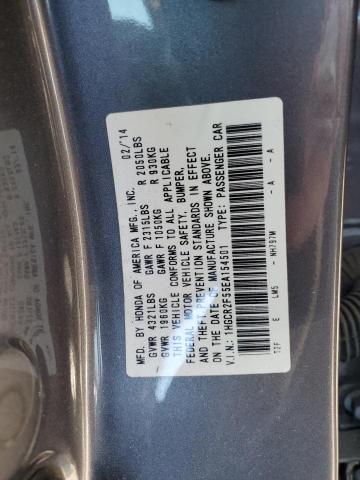 MFD. BY HONDA OF AMERICA MFG., INC. 02/'14
GVWR 4321LBS GAWR F 2315LBS R 2050LBS
GVWR 1960KG GAWR F 1050KG R 930KG
THIS VEHICLE CONFORMS TO ALL APPLICABLE
FEDERAL MOTOR VEHICLE SAFETY, BUMPER,
AND THEFT PREVENTION STANDARDS IN EFFECT
ON THE DATE OF MANUFACTURE SHOWN ABOVE.
V.I.N.: 1HGCR2F55EA154501 TYPE: PASSENGER CAR
T2F E LM5 - NH797M - A - A